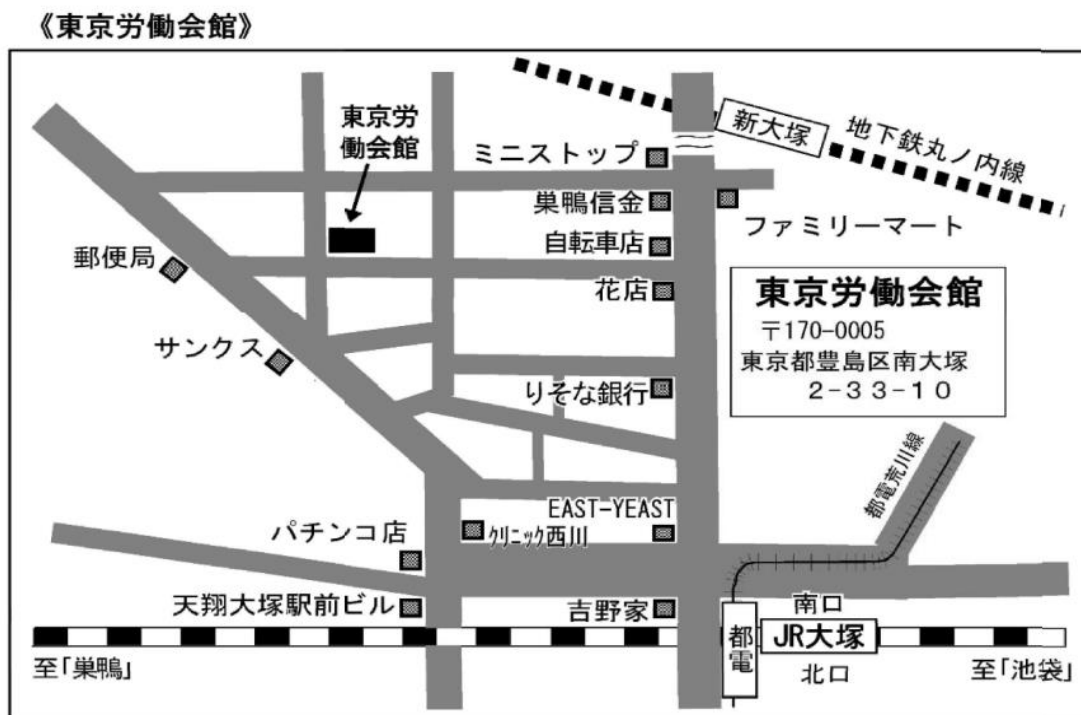 《東京労働会館》
東京労
働会館
新大塚
地下鉄丸ノ内線
ミニストップ
巣鴨信金
ファミリーマート
自転車店
郵便局
花店
東京労働会館
〒170-0005
東京都豊島区南大塚
2-33-10
サンクス
りそな銀行
都電荒川線
EAST-YEAST
パチンコ店
クリニック西川
天翔大塚駅前ビル
吉野家
南口
都電
JR大塚
至「巣鴨」
北口
至「池袋」